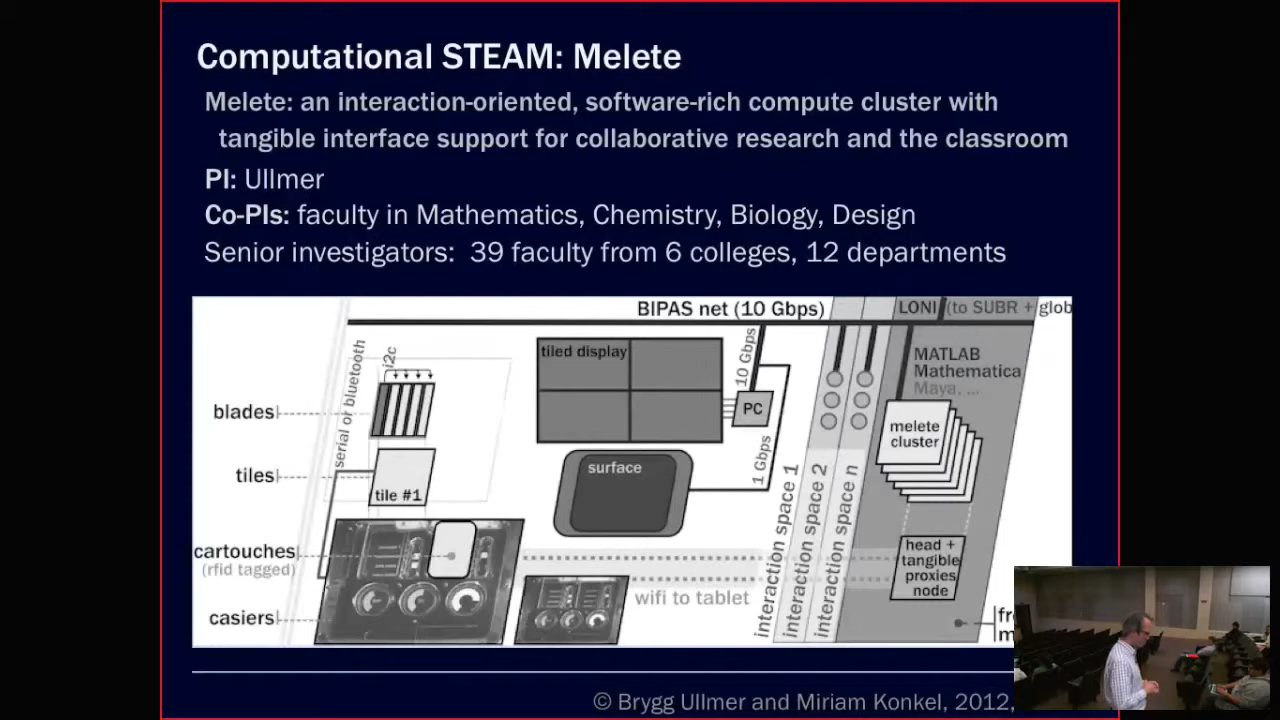 Computational STEAM: Melete
Melete: an interaction-oriented, software-rich compute cluster with
tangible interface support for collaborative research and the classroom
PI: Ullmer
Co-PIs: faculty in Mathematics, Chemistry, Biology, Design
Senior investigators: 39 faculty from 6 colleges, 12 departments
BIPAS net (10 Gbps)
LONI (to SUBR + glob
serial or bluetooth
i2c
tiled display
10 Gbps
MATLAB
Mathematica
Maya, ...
blades
PC
melete
cluster
1 Gbps
surface
tiles
tile #1
interaction space 1
interaction space 2
interaction space n
cartouches
(rfid tagged)
head +
tangible
proxies
node
wifi to tablet
casiers
© Brygg Ullmer and Miriam Konkel, 2012,